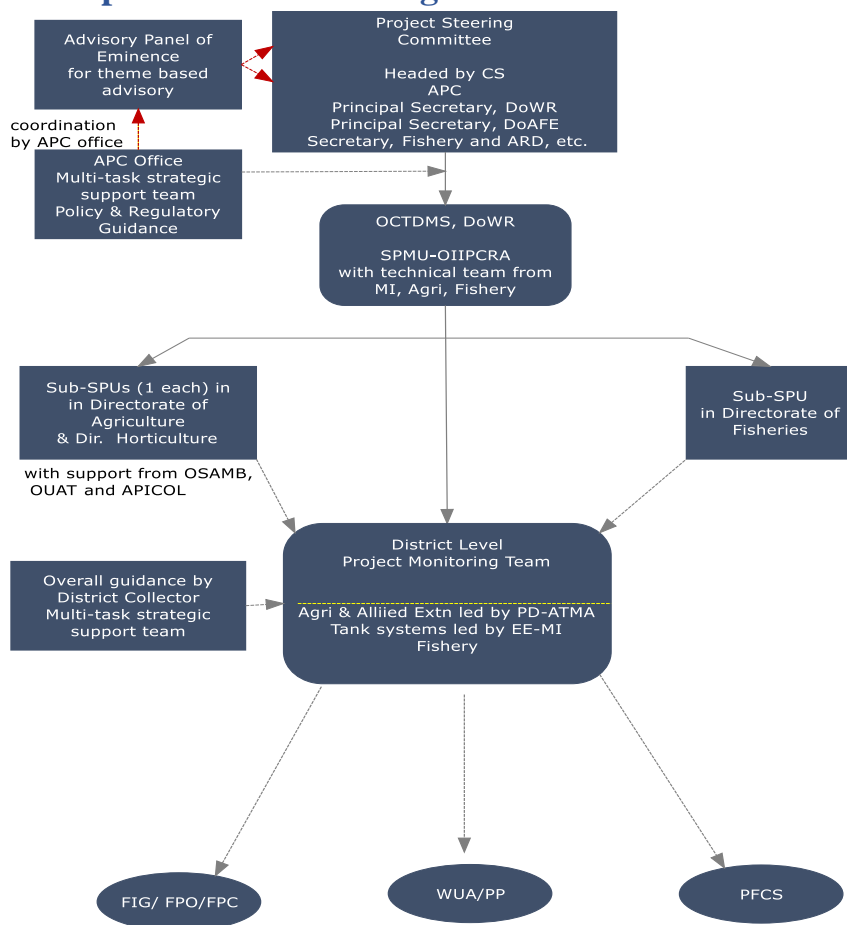 Advisory Panel of
Eminence
for theme based
advisory
Project Steering
Committee
Headed by CS
APC
Principal Secretary, DoWR
Principal Secretary, DoAFE
Secretary, Fishery and ARD, etc.
coordination
by APC office
APC Office
Multi-task strategic
support team
Policy & Regulatory
Guidance
OCTDMS, DoWR
SPMU-OIIPCRA
with technical team from
MI, Agri, Fishery
Sub-SPUs (1 each) in
in Directorate of
Agriculture
& Dir. Horticulture
with support from OSAMB,
OUAT and APICOL
Sub-SPU
in Directorate of
Fisheries
District Level
Project Monitoring Team
Agri & Alliied Extn led by PD-ATMA
Tank systems led by EE-MI
Fishery
Overall guidance by
District Collector
Multi-task strategic
support team
FIG/ FPO/FPC
WUA/PP
PFCS